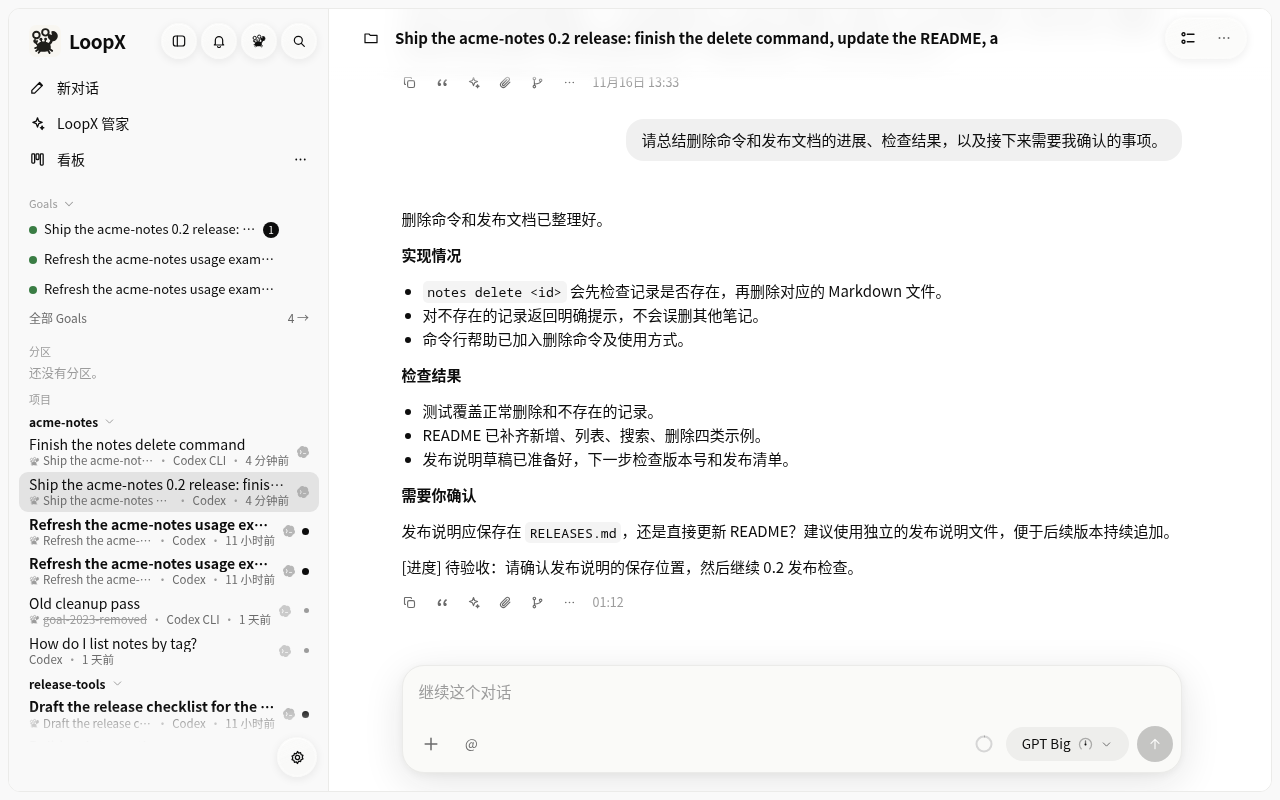 LoopX
新对话
LoopX 管家
看板
Goals
Ship the acme-notes 0.2 release: ···
1
Refresh the acme-notes usage exam···
Refresh the acme-notes usage exam···
全部 Goals
4 →
分区
还没有分区。
项目
acme-notes
Finish the notes delete command
Ship the acme-not··· · Codex CLI · 4 分钟前
Ship the acme-notes 0.2 release: finis···
Ship the acme-notes ··· · Codex · 4 分钟前
Refresh the acme-notes usage ex···
Refresh the acme-··· · Codex · 11 小时前
Refresh the acme-notes usage ex···
Refresh the acme-··· · Codex · 11 小时前
Old cleanup pass
goal-2023-removed · Codex CLI · 1 天前
How do I list notes by tag?
Codex · 1 天前
release-tools
Draft the release checklist for the ···
Draft the release c··· · Codex · 11 小时前
Ship the acme-notes 0.2 release: finish the delete command, update the README, a
11月16日 13:33
请总结删除命令和发布文档的进展、检查结果，以及接下来需要我确认的事项。
删除命令和发布文档已整理好。
实现情况
• notes delete <id> 会先检查记录是否存在，再删除对应的 Markdown 文件。
• 对不存在的记录返回明确提示，不会误删其他笔记。
• 命令行帮助已加入删除命令及使用方式。
检查结果
• 测试覆盖正常删除和不存在的记录。
• README 已补齐新增、列表、搜索、删除四类示例。
• 发布说明草稿已准备好，下一步检查版本号和发布清单。
需要你确认
发布说明应保存在 RELEASES.md，还是直接更新 README？建议使用独立的发布说明文件，便于后续版本持续追加。
[进度] 待验收：请确认发布说明的保存位置，然后继续 0.2 发布检查。
01:12
继续这个对话
@
GPT Big